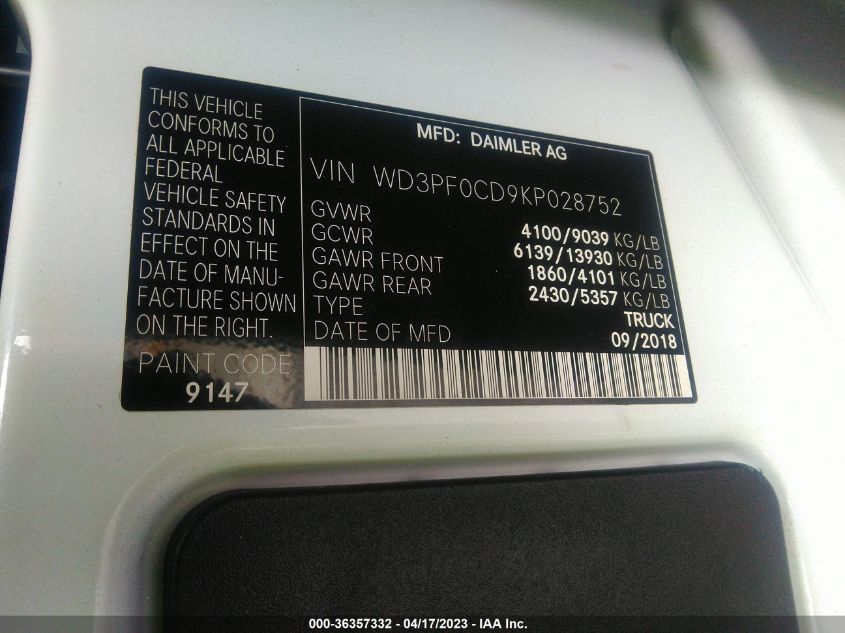 THIS VEHICLE
CONFORMS TO
ALL APPLICABLE
FEDERAL
VEHICLE SAFETY
STANDARDS IN
EFFECT ON THE
DATE OF MANU-
FACTURE SHOWN
ON THE RIGHT.
PAINT CODE
9147
MFD: DAIMLER AG
VIN WD3PF0CD9KP028752
GVWR 4100/9039 KG/LB
GCWR 6139/13930 KG/LB
GAWR FRONT 1860/4101 KG/LB
GAWR REAR 2430/5357 KG/LB
TYPE TRUCK
DATE OF MFD 09/2018
000-36357332 - 04/17/2023 - IAA Inc.